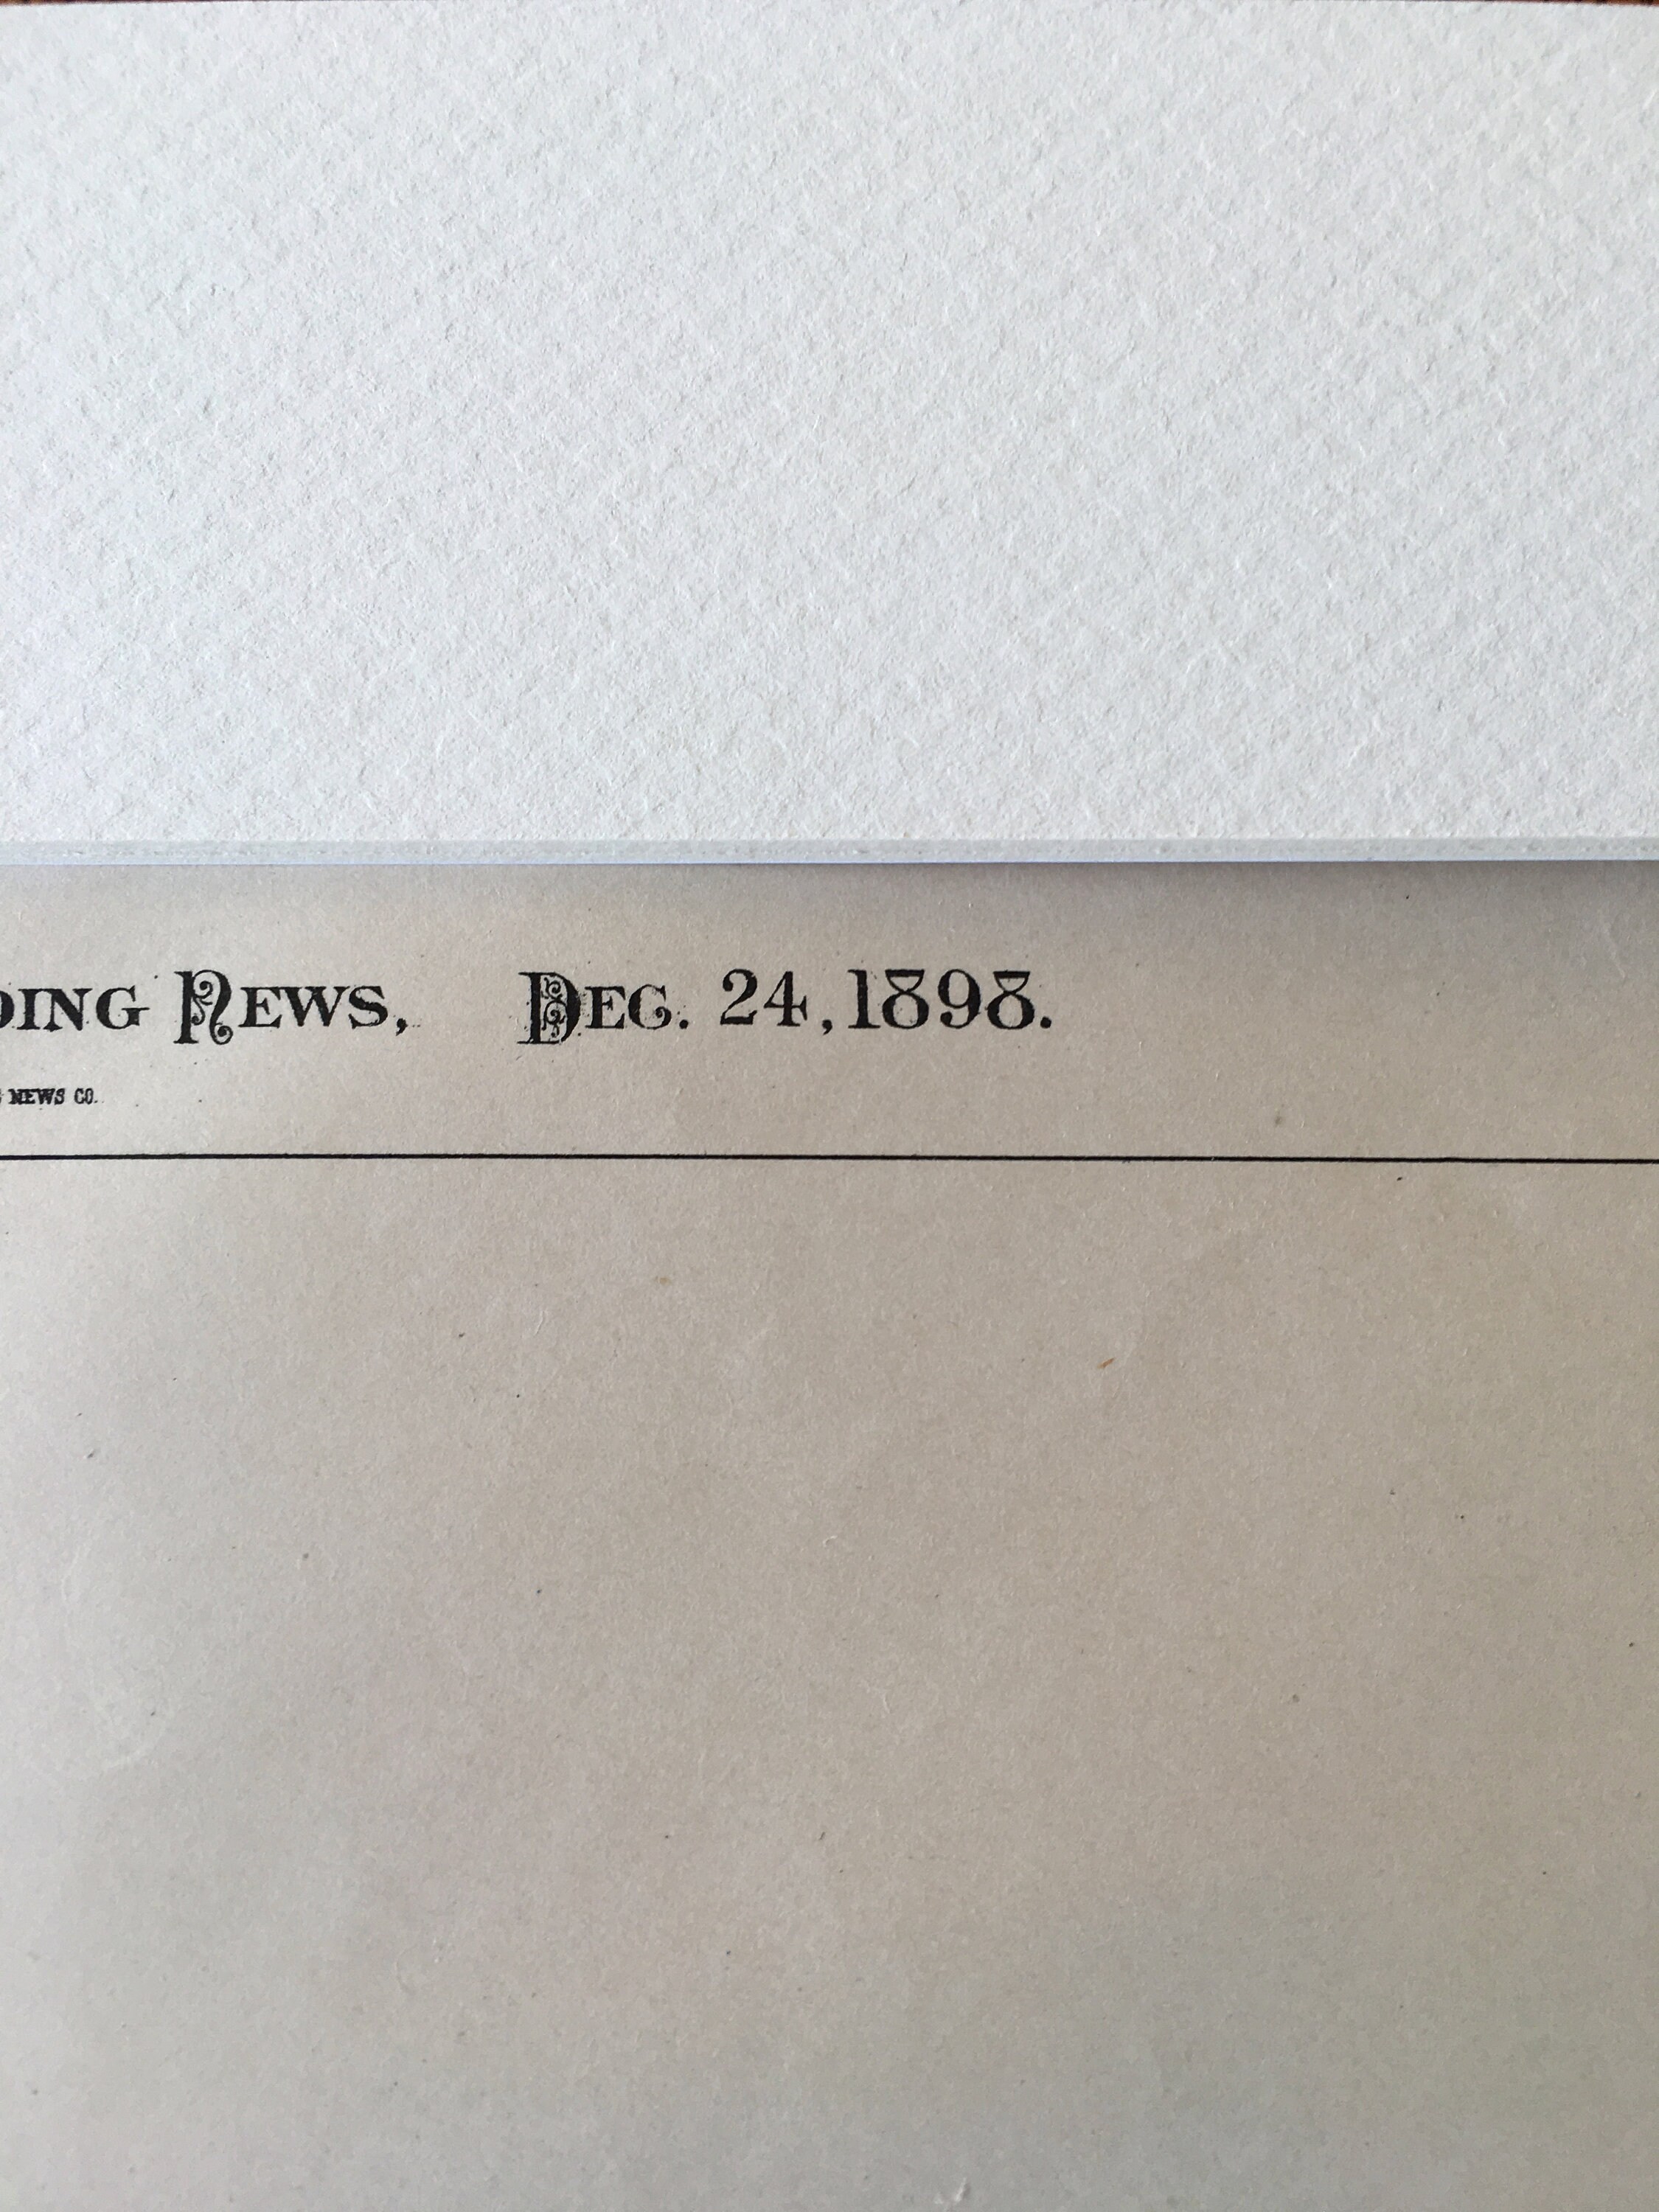 DING NEWS, DEC. 24, 1898.
NEWS CO.